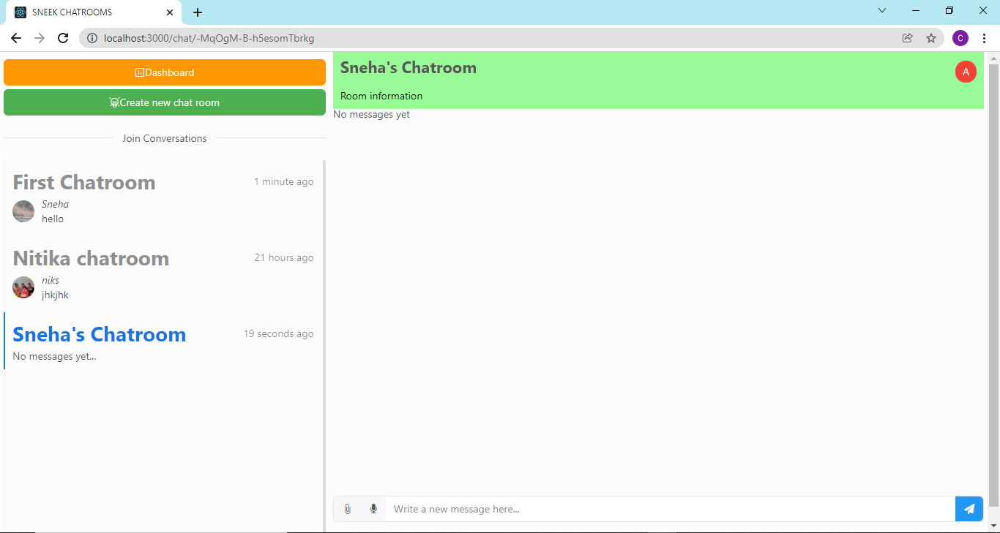 SNEEK CHATROOMS
localhost:3000/chat/-MqOgM-B-h5esomTbrkg
C
Dashboard
Create new chat room
Join Conversations
First Chatroom
1 minute ago
Sneha
hello
Nitika chatroom
21 hours ago
niks
jhkjhk
Sneha's Chatroom
19 seconds ago
No messages yet...
Sneha's Chatroom
A
Room information
No messages yet
Write a new message here...